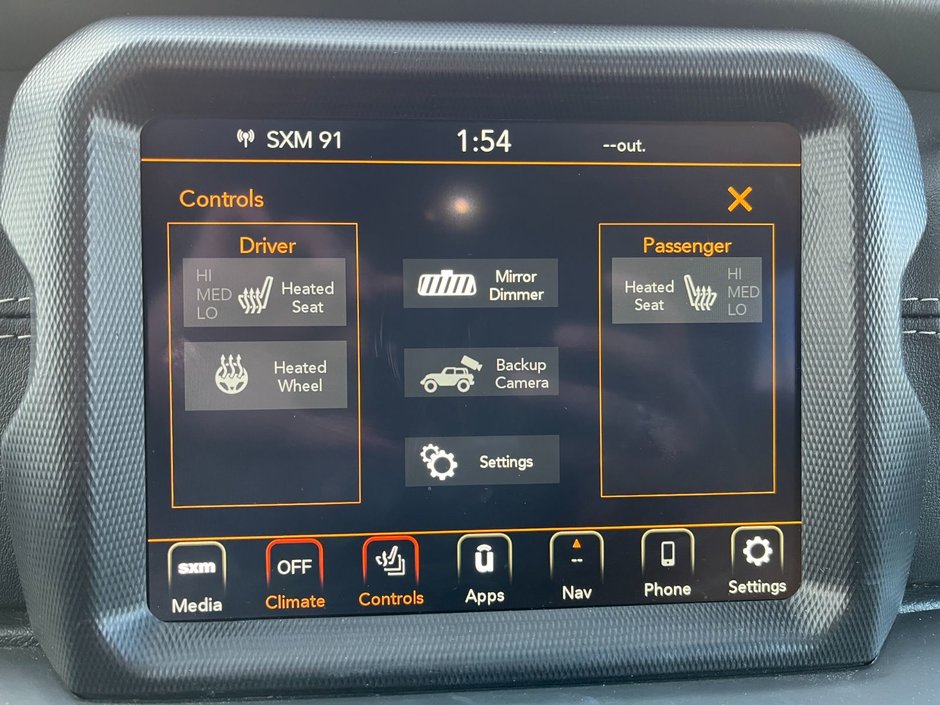 SXM 91 1:54 --out.
Controls
Driver
HI
MED
LO
Heated
Seat
Heated
Wheel
Mirror
Dimmer
Backup
Camera
Settings
Passenger
Heated
Seat
HI
MED
LO
sxm
Media
OFF
Climate
Controls
ū
Apps
--
Nav
Phone
Settings